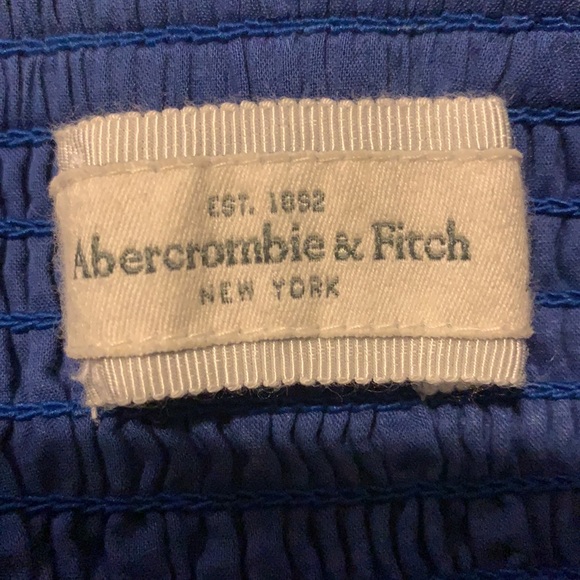 EST. 1892
Abercrombie & Fitch
NEW YORK